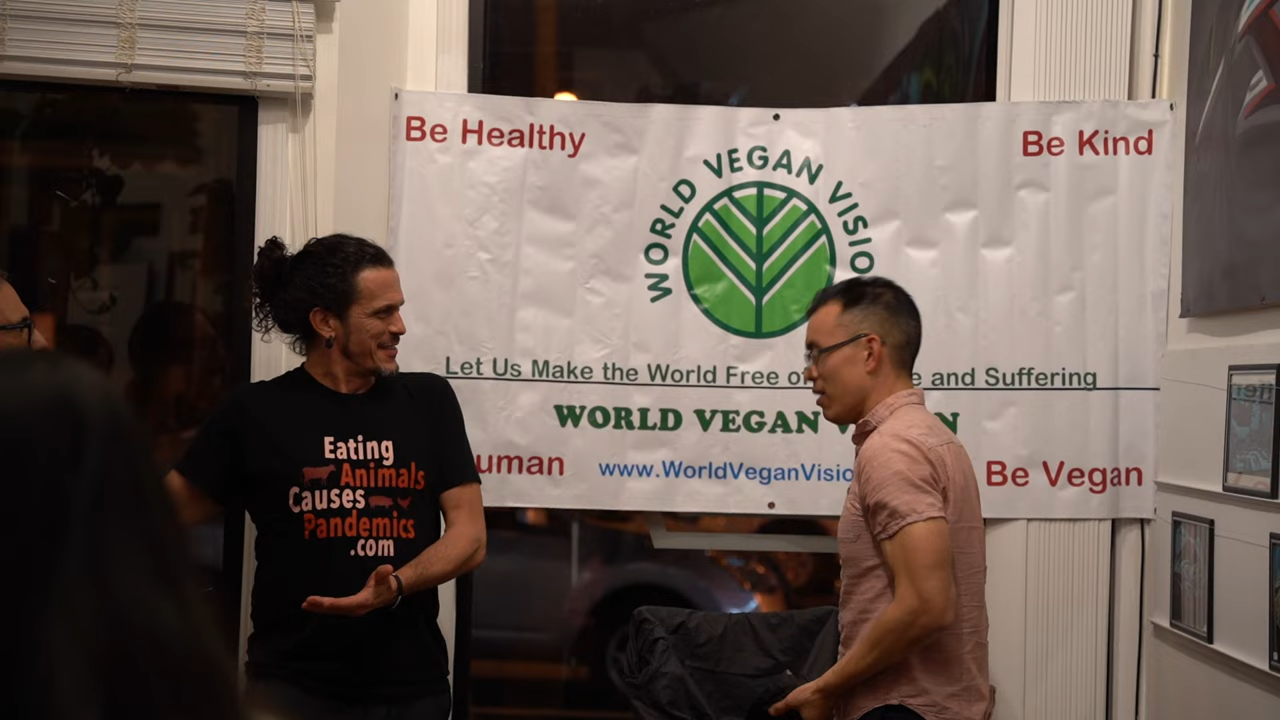 Be Healthy
Be Kind
WORLD VEGAN VISIO
Let Us Make the World Free o
e and Suffering
WORLD VEGAN V
N
uman
www.WorldVeganVisio
Be Vegan
Eating
Animals
Causes
Pandemics
.com